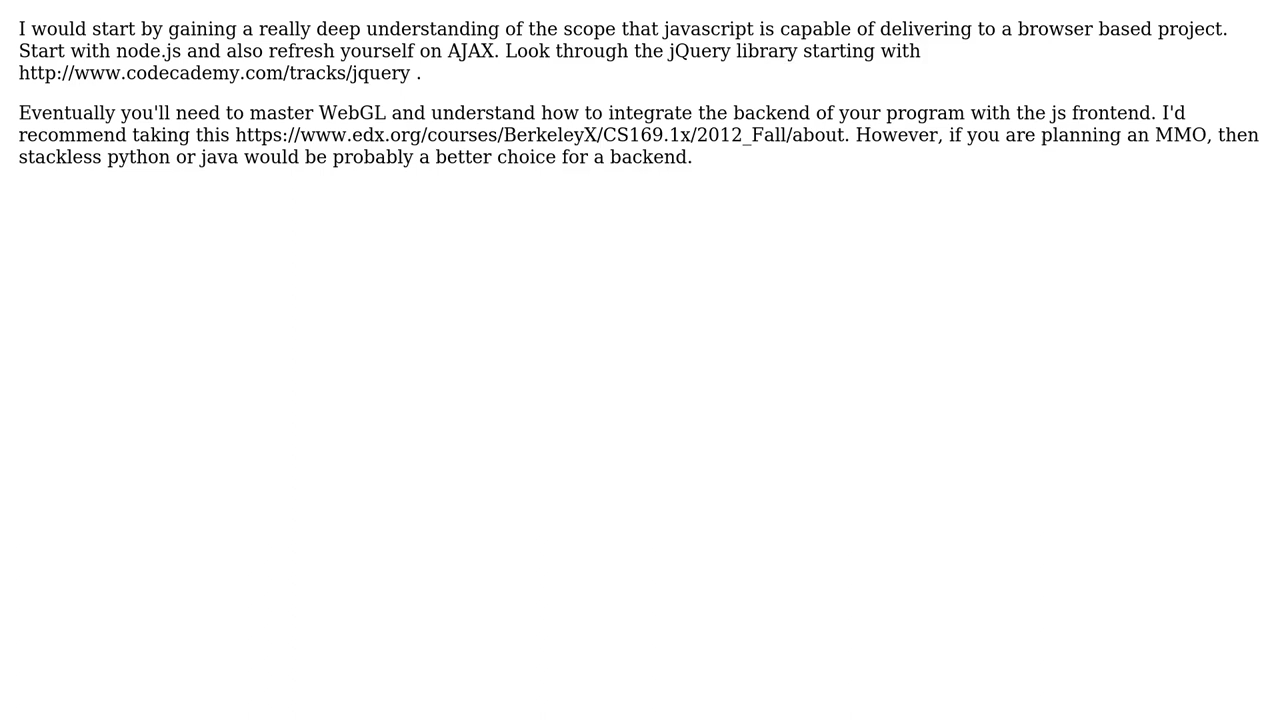 I would start by gaining a really deep understanding of the scope that javascript is capable of delivering to a browser based project.
Start with node.js and also refresh yourself on AJAX. Look through the jQuery library starting with
http://www.codecademy.com/tracks/jquery .
Eventually you'll need to master WebGL and understand how to integrate the backend of your program with the js frontend. I'd
recommend taking this https://www.edx.org/courses/BerkeleyX/CS169.1x/2012_Fall/about. However, if you are planning an MMO, then
stackless python or java would be probably a better choice for a backend.